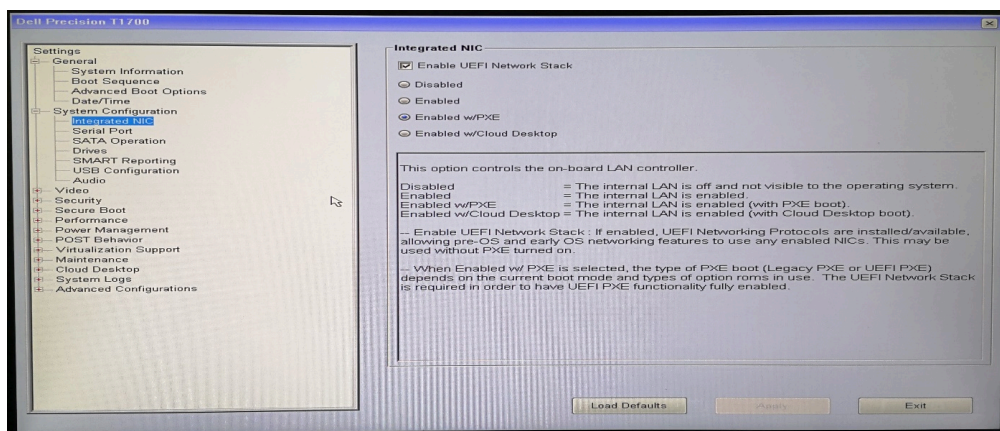 Dell Precision T1700
Settings
General
System Information
Boot Sequence
Advanced Boot Options
Date/Time
System Configuration
Integrated NIC
Serial Port
SATA Operation
Drives
SMART Reporting
USB Configuration
Audio
Video
Security
Secure Boot
Performance
Power Management
POST Behavior
Virtualization Support
Maintenance
Cloud Desktop
System Logs
Advanced Configurations
Integrated NIC
Enable UEFI Network Stack
Disabled
Enabled
Enabled w/PXE
Enabled w/Cloud Desktop
This option controls the on-board LAN controller.
Disabled = The internal LAN is off and not visible to the operating system.
Enabled = The internal LAN is enabled.
Enabled w/PXE = The internal LAN is enabled (with PXE boot).
Enabled w/Cloud Desktop = The internal LAN is enabled (with Cloud Desktop boot).
-- Enable UEFI Network Stack : If enabled, UEFI Networking Protocols are installed/available,
allowing pre-OS and early OS networking features to use any enabled NICs. This may be
used without PXE turned on.
-- When Enabled w/ PXE is selected, the type of PXE boot (Legacy PXE or UEFI PXE)
depends on the current boot mode and types of option roms in use. The UEFI Network Stack
is required in order to have UEFI PXE functionality fully enabled.
Load Defaults
Apply
Exit